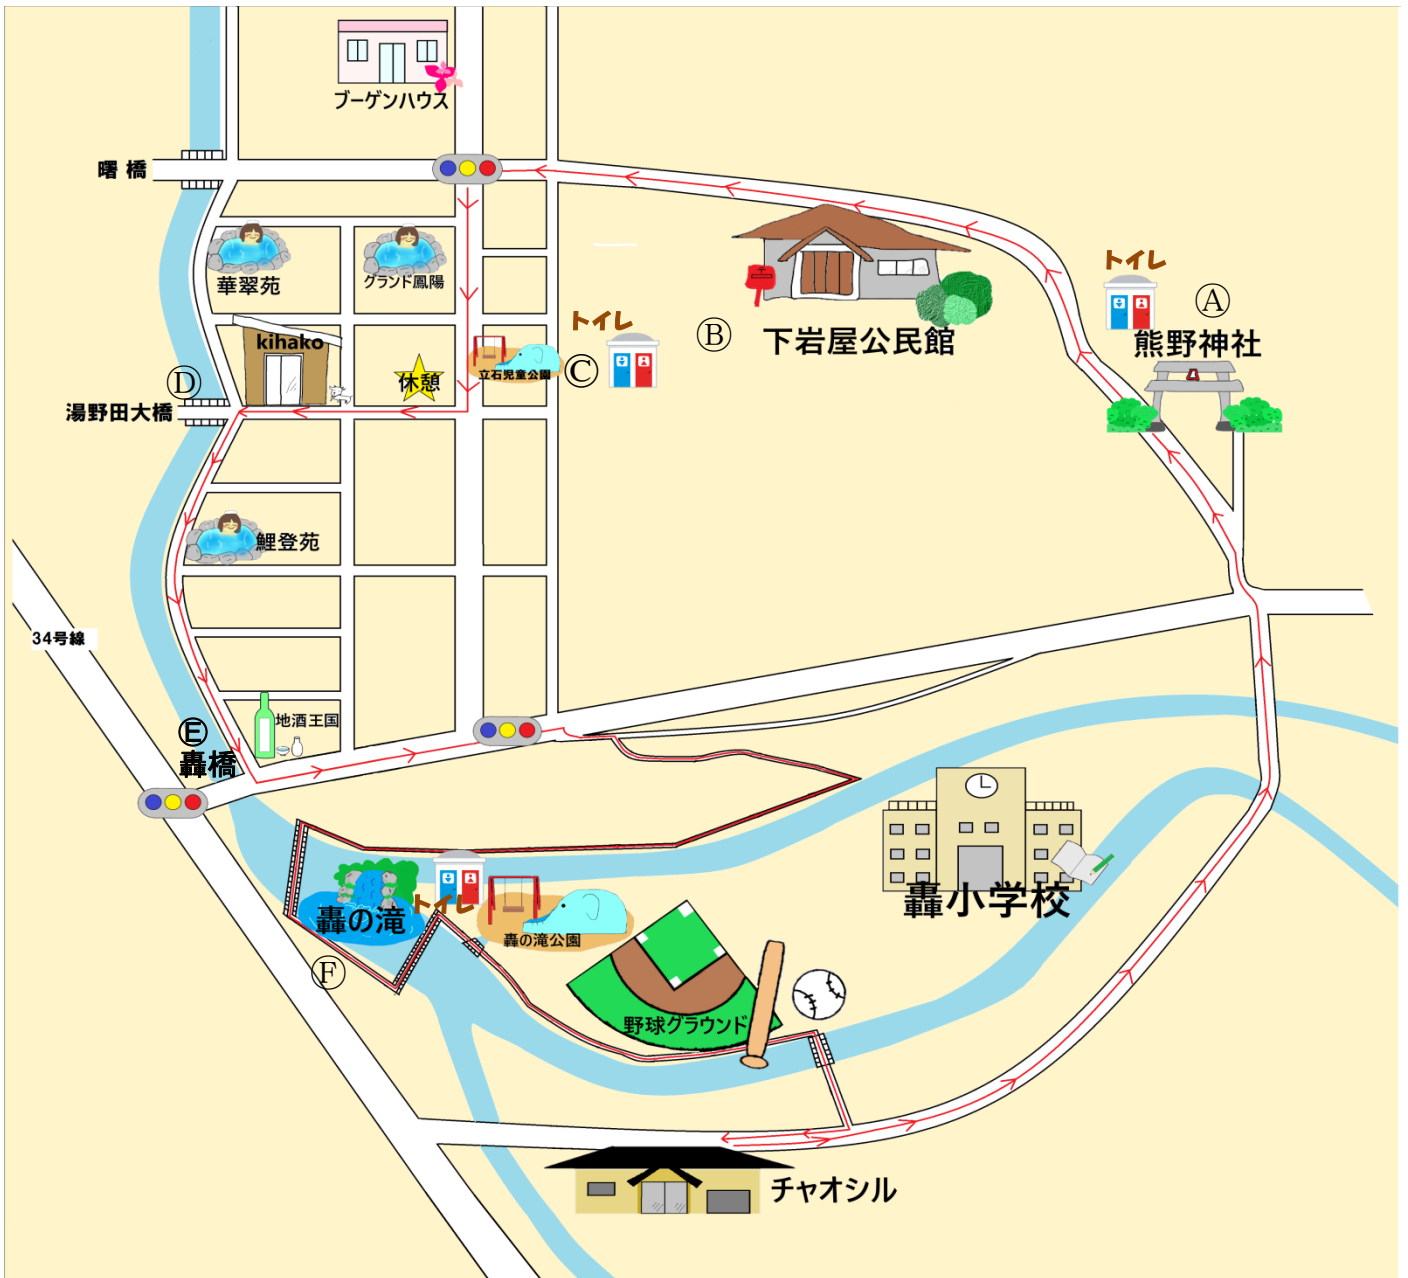 ブーゲンハウス
曙橋
華翠苑
グランド鳳陽
トイレ
Ⓐ
熊野神社
kihako
休憩
立石児童公園
Ⓒ
トイレ
Ⓑ
下岩屋公民館
Ⓓ
湯野田大橋
鯉登苑
34号線
Ⓔ
轟橋
地酒王国
轟小学校
轟の滝
トイレ
轟の滝公園
Ⓕ
野球グラウンド
チャオシル